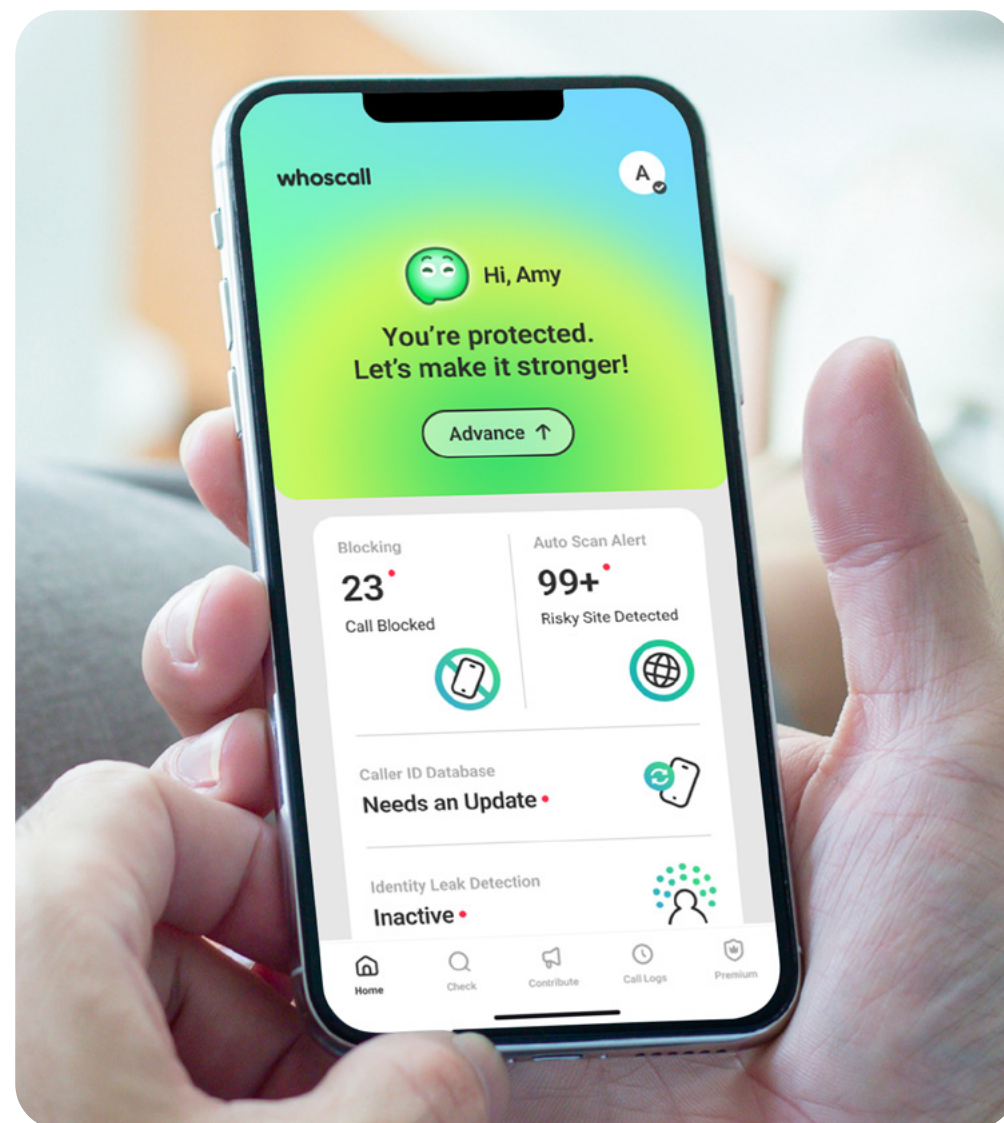 whoscall
A
Hi, Amy
You're protected.
Let's make it stronger!
Advance ↑
Blocking
23
Call Blocked
Auto Scan Alert
99+
Risky Site Detected
Caller ID Database
Needs an Update
Identity Leak Detection
Inactive
Home
Check
Contribute
Call Logs
Premium